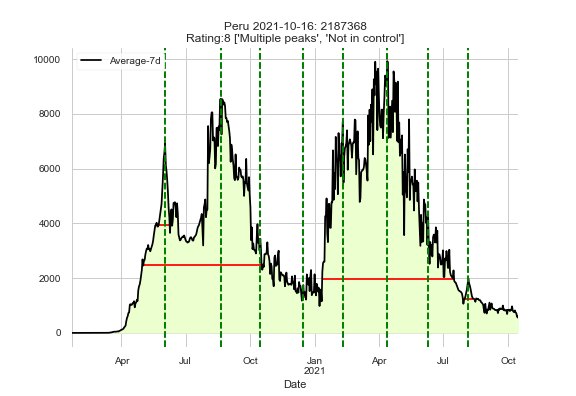 Peru 2021-10-16: 2187368
Rating:8 ['Multiple peaks', 'Not in control']
Average-7d
10000
8000
6000
4000
2000
0
Apr
Jul
Oct
Jan
2021
Apr
Jul
Oct
Date